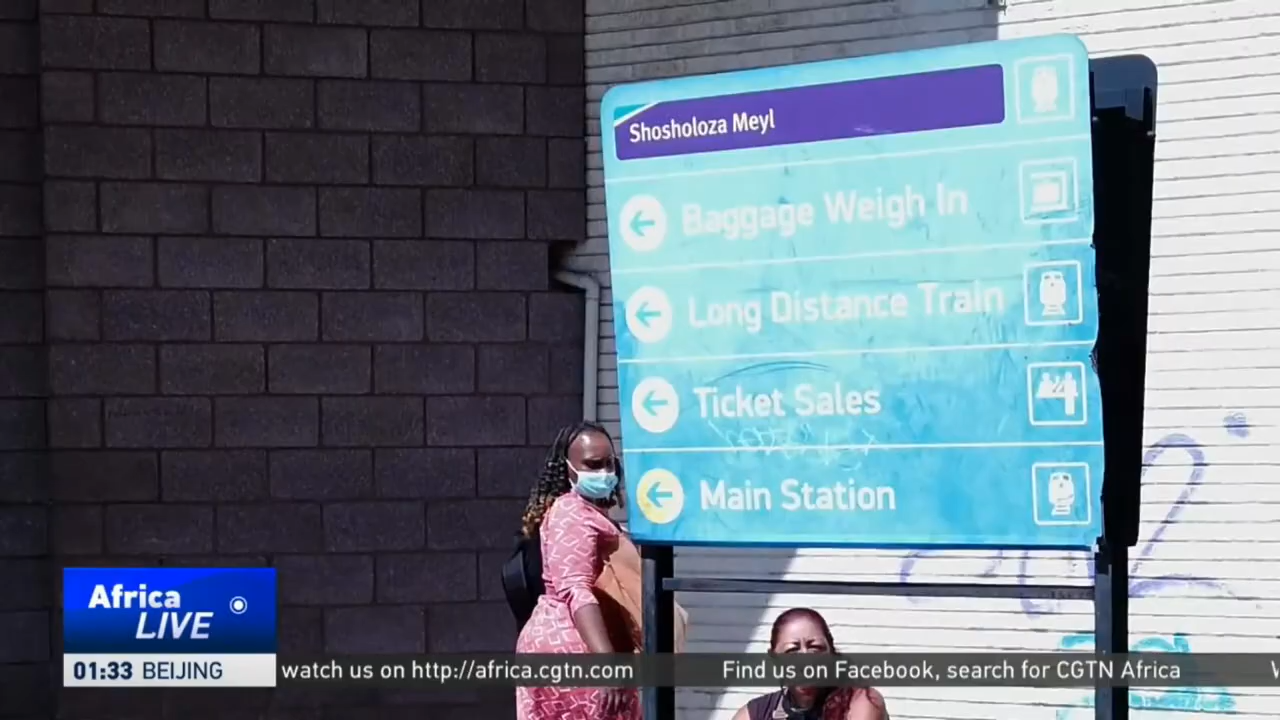 Shosholoza Meyl
Baggage Weigh In
Long Distance Train
Ticket Sales
Main Station
Africa
LIVE
01:33 BEIJING
watch us on http://africa.cgtn.com Find us on Facebook, search for CGTN Africa